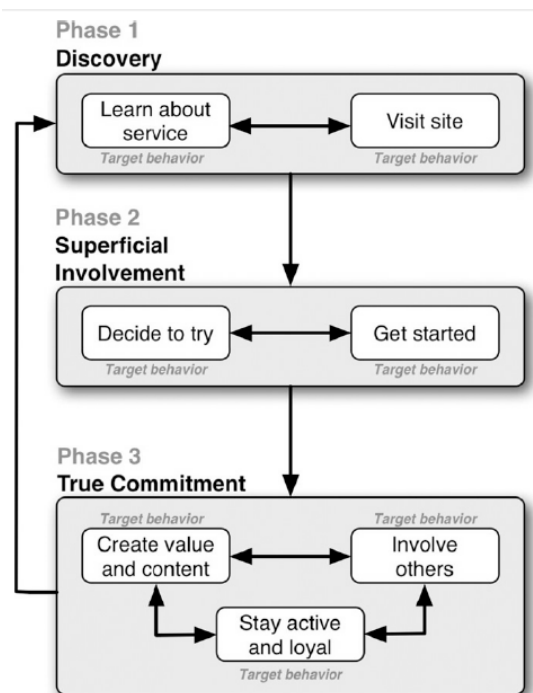 Phase 1
Discovery
Learn about
service
Target behavior
Visit site
Target behavior
Phase 2
Superficial
Involvement
Decide to try
Target behavior
Get started
Target behavior
Phase 3
True Commitment
Target behavior
Create value
and content
Target behavior
Involve
others
Stay active
and loyal
Target behavior